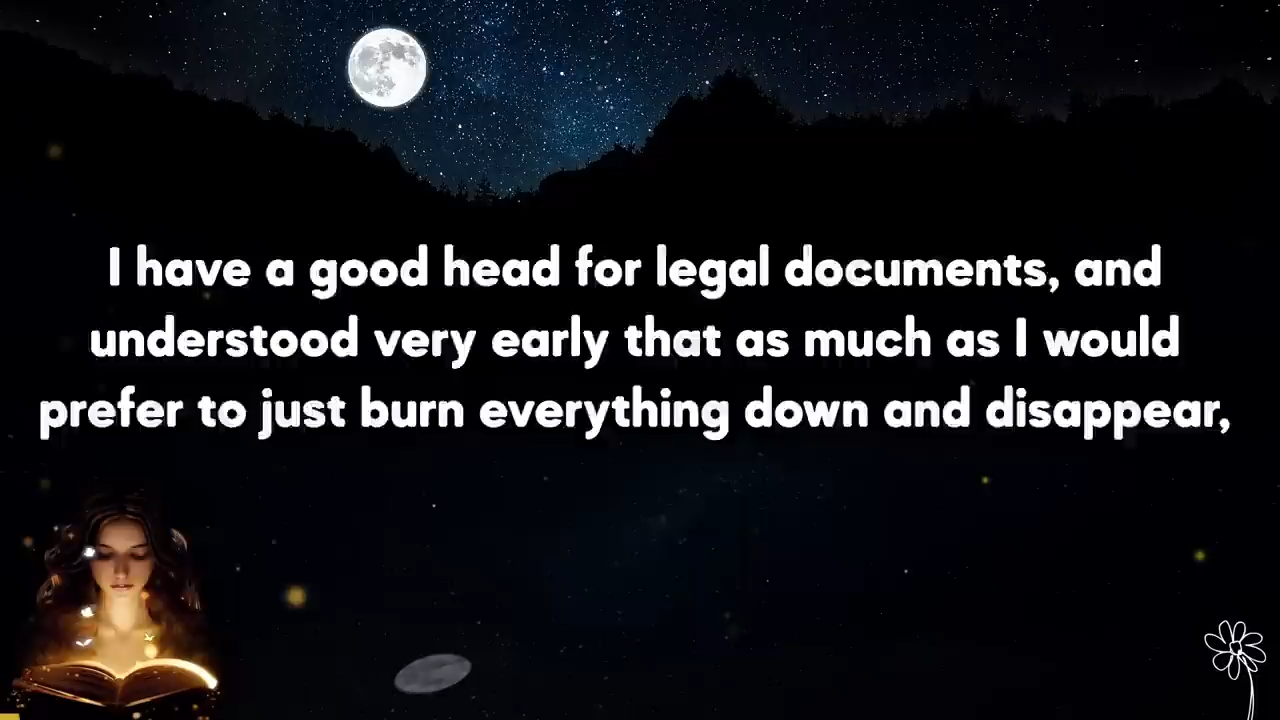 I have a good head for legal documents, and
understood very early that as much as I would
prefer to just burn everything down and disappear,